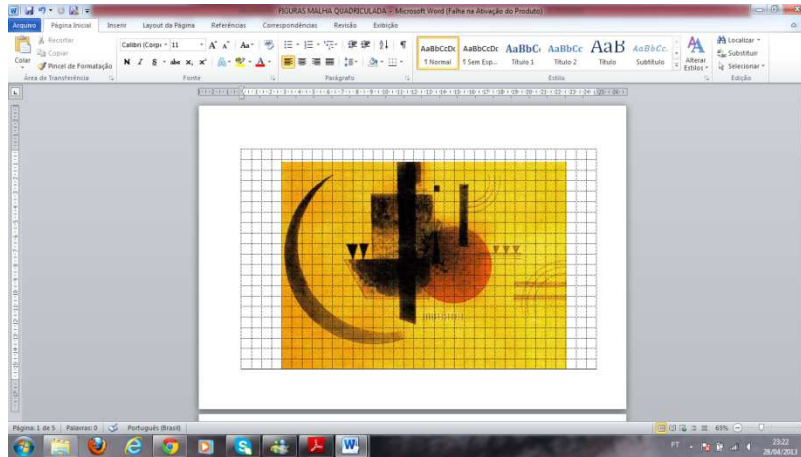 FIGURAS MALHA QUADRICULADA - Microsoft Word (Falha na Ativação do Produto)
Arquivo Página Inicial Inserir Layout da Página Referências Correspondências Revisão Exibição
Colar
Recortar
Copiar
Pincel de Formatação
Área de Transferência
Calibri (Corpo 11
N I S abc x, x²
Fonte
Parágrafo
AaBbCcDc AaBbCcDc AaBbCc AaBbCc AaB AaBbCc.
¶ Normal ¶ Sem Esp... Título 1 Título 2 Título Subtítulo
Alterar Estilos
Estilo
Localizar
Substituir
Selecionar
Edição
Página: 1 de 5 Palavras: 0 Português (Brasil) 65%
PT 23:22
28/04/2013